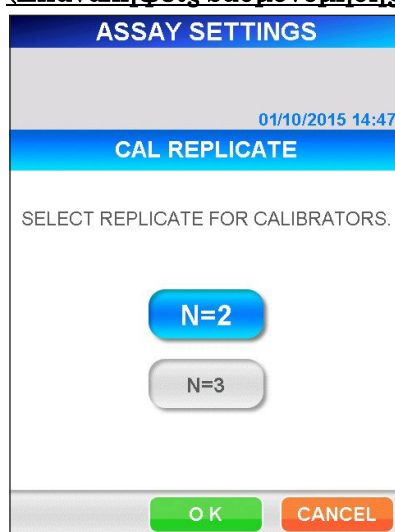 ASSAY SETTINGS
01/10/2015 14:47
CAL REPLICATE
SELECT REPLICATE FOR CALIBRATORS.
N=2
N=3
OK
CANCEL